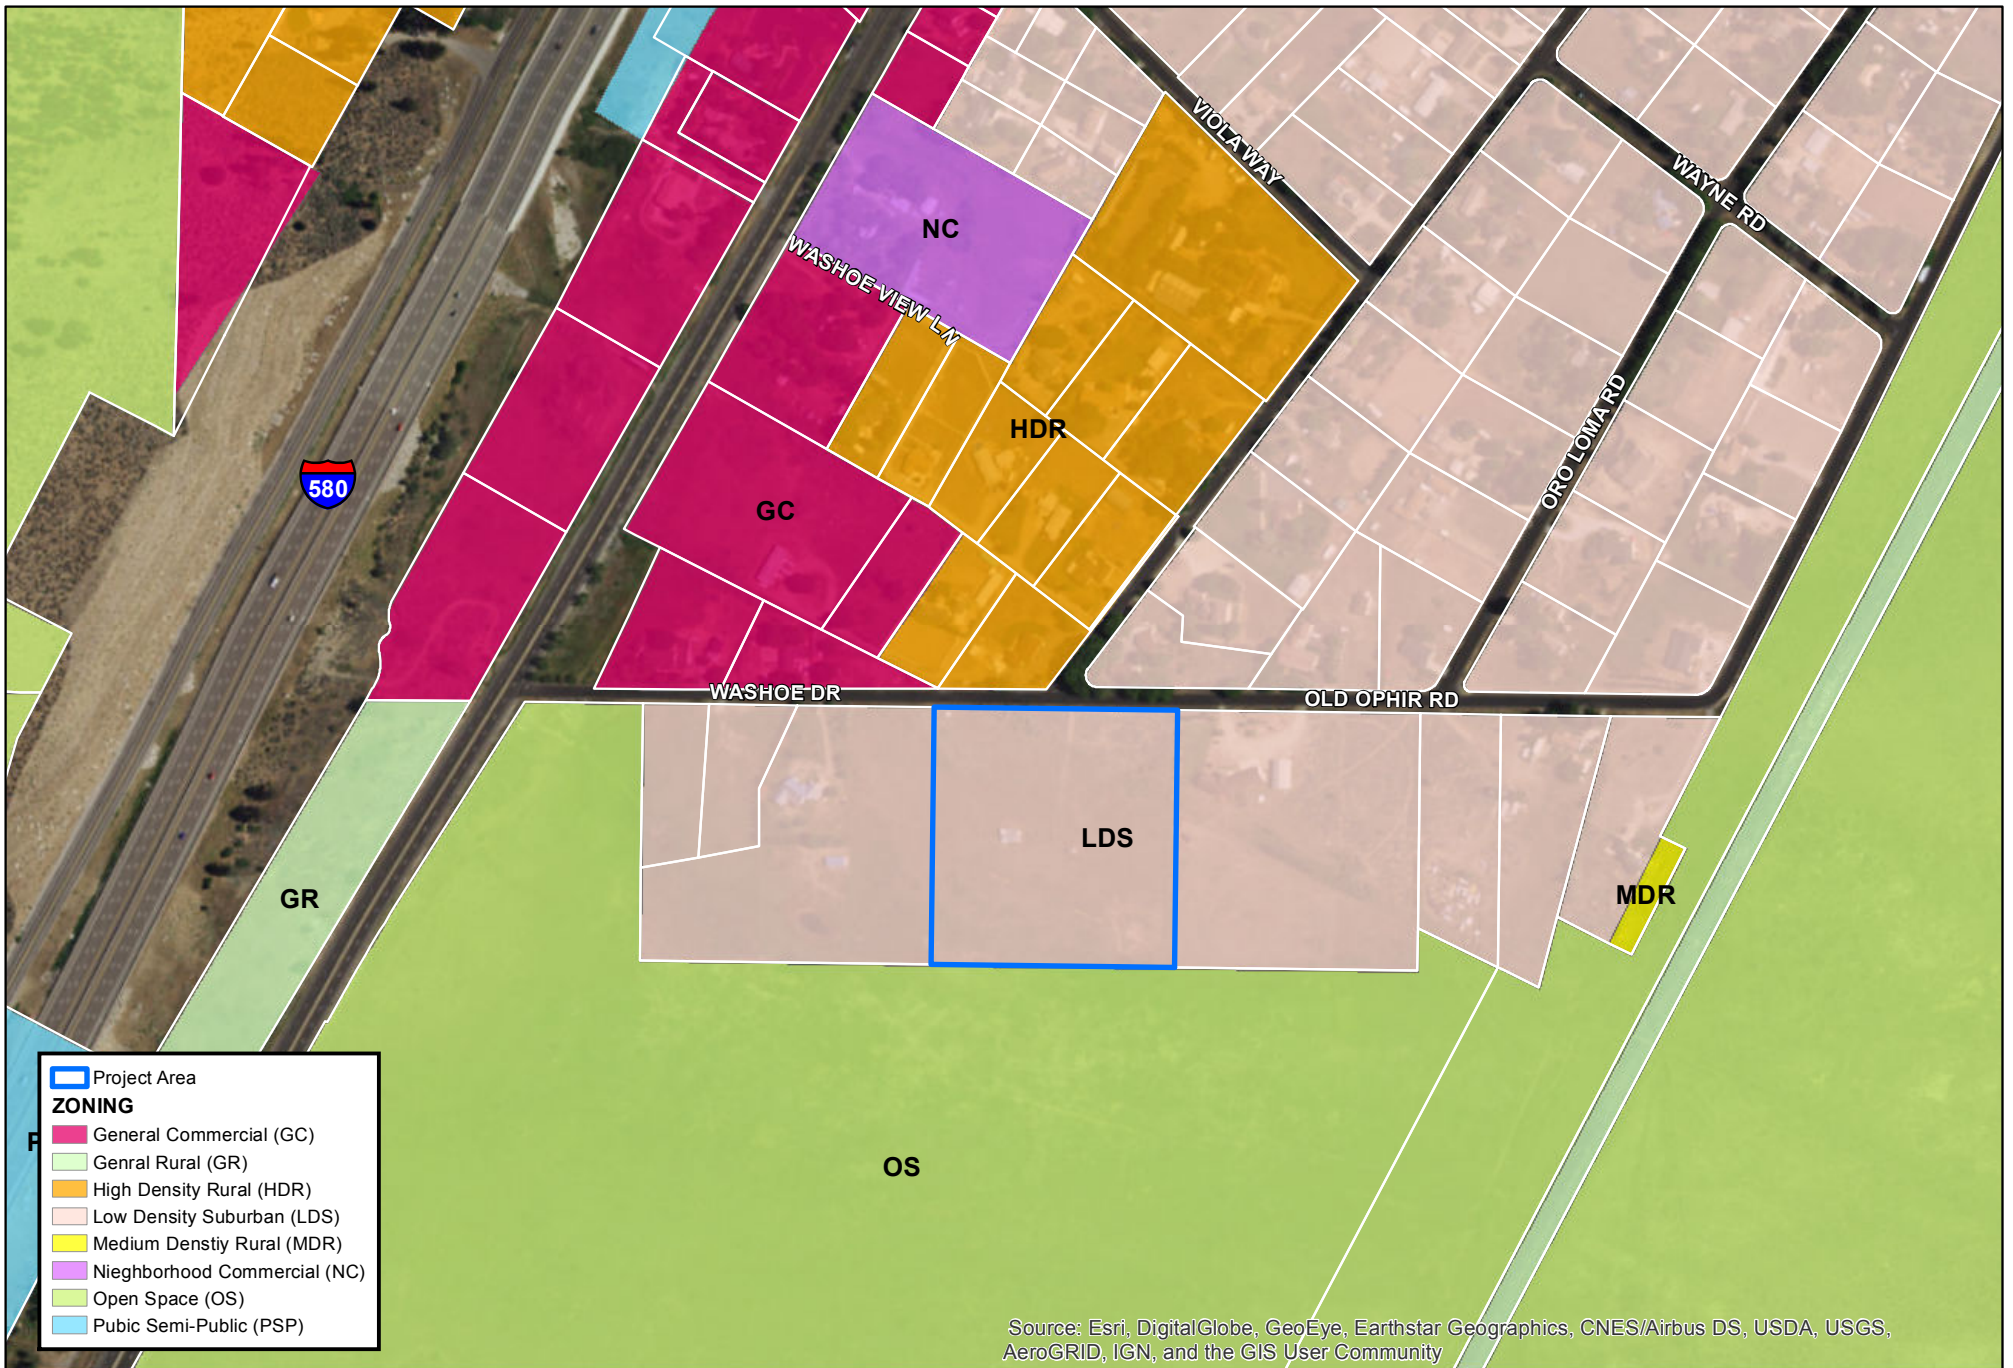 VIOLA WAY
WAYNE RD
NC
WASHOE VIEW LN
HDR
ORO LOMA RD
580
GC
WASHOE DR
OLD OPHIR RD
LDS
MDR
GR
OS
P
Project Area
ZONING
General Commercial (GC)
Genral Rural (GR)
High Density Rural (HDR)
Low Density Suburban (LDS)
Medium Denstiy Rural (MDR)
Nieghborhood Commercial (NC)
Open Space (OS)
Pubic Semi-Public (PSP)
Source: Esri, DigitalGlobe, GeoEye, Earthstar Geographics, CNES/Airbus DS, USDA, USGS,
AeroGRID, IGN, and the GIS User Community